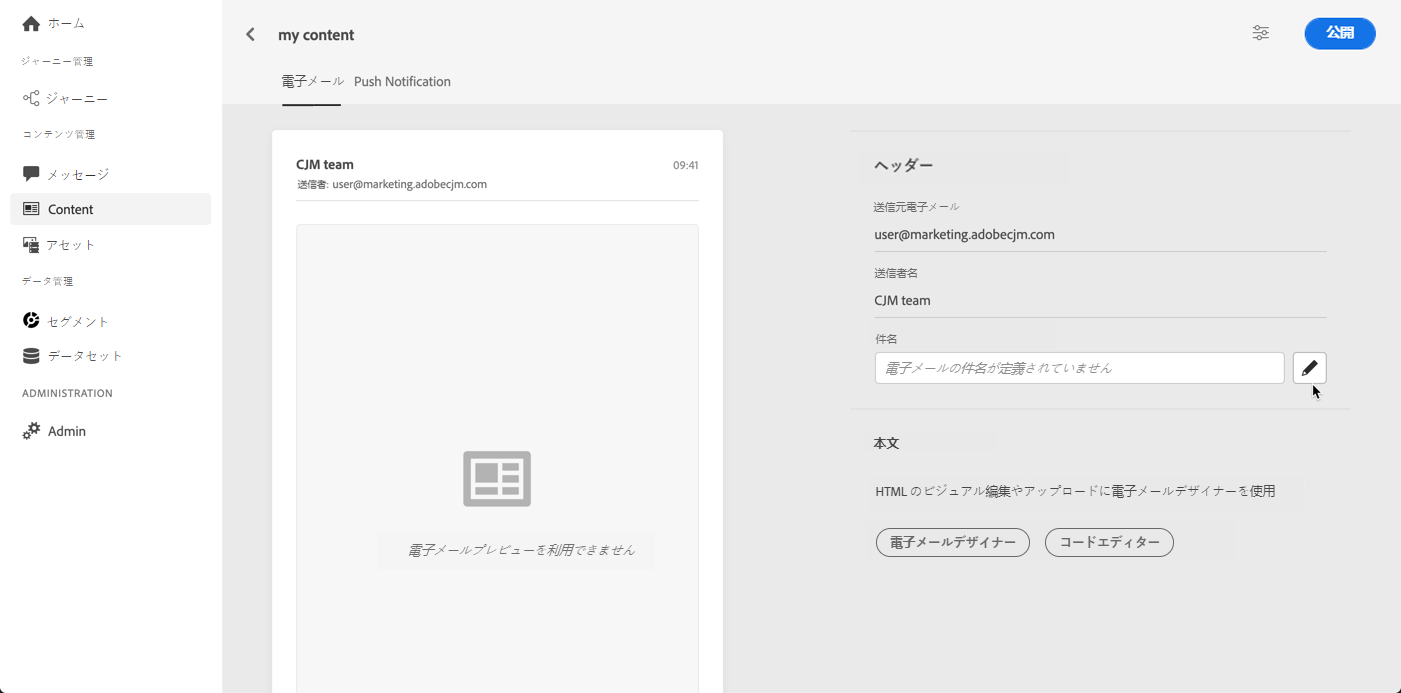 ホーム
ジャーニー管理
ジャーニー
コンテンツ管理
メッセージ
Content
アセット
データ管理
セグメント
データセット
ADMINISTRATION
Admin
my content
公開
電子メール Push Notification
CJM team 09:41
送信者: user@marketing.adobecjm.com
電子メールプレビューを利用できません
ヘッダー
送信元電子メール
user@marketing.adobecjm.com
送信者名
CJM team
件名
電子メールの件名が定義されていません
本文
HTML のビジュアル編集やアップロードに電子メールデザイナーを使用
電子メールデザイナー コードエディター